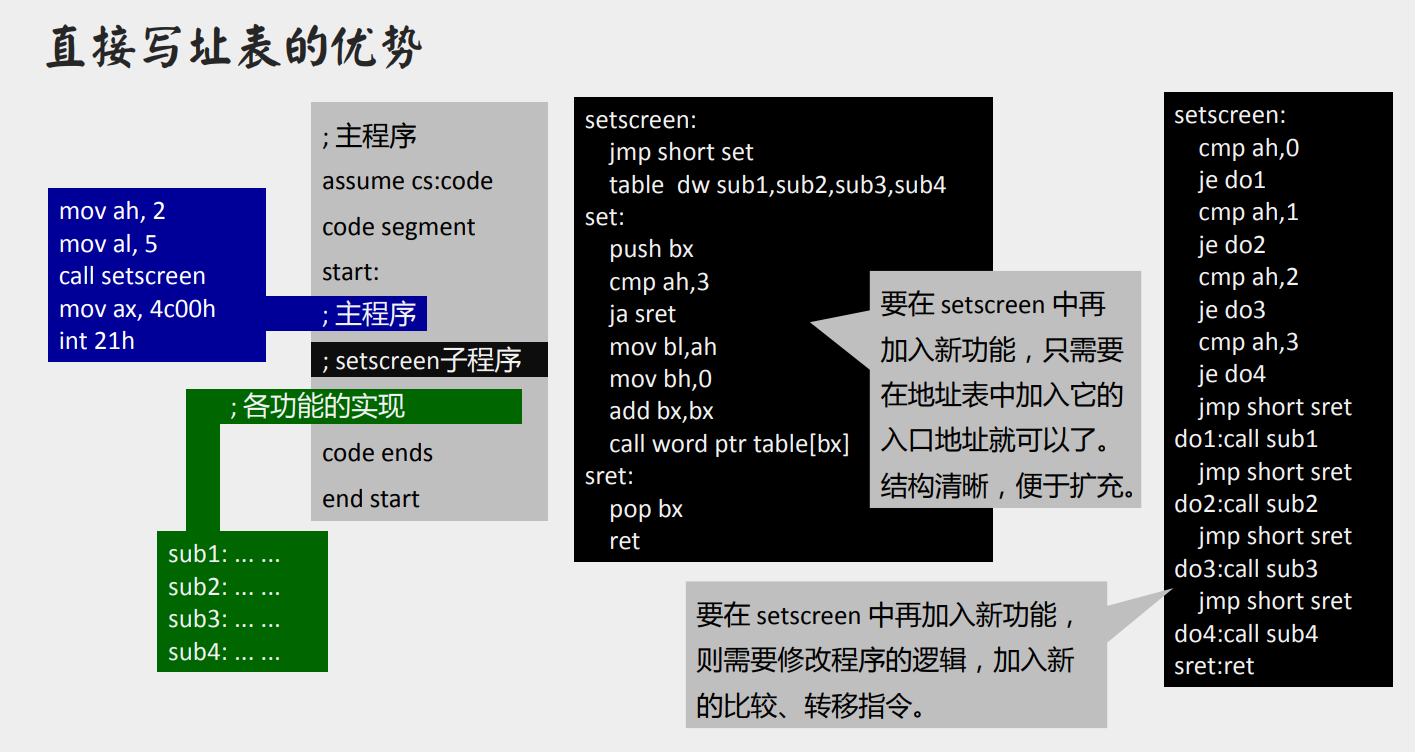 直接写址表的优势
; 主程序
assume cs:code
code segment
start:
; 主程序
; setscreen子程序
; 各功能的实现
code ends
end start
mov ah, 2
mov al, 5
call setscreen
mov ax, 4c00h
int 21h
sub1: ... ...
sub2: ... ...
sub3: ... ...
sub4: ... ...
setscreen:
jmp short set
table dw sub1,sub2,sub3,sub4
set:
push bx
cmp ah,3
ja sret
mov bl,ah
mov bh,0
add bx,bx
call word ptr table[bx]
sret:
pop bx
ret
要在 setscreen 中再
加入新功能，只需要
在地址表中加入它的
入口地址就可以了。
结构清晰，便于扩充。
setscreen:
cmp ah,0
je do1
cmp ah,1
je do2
cmp ah,2
je do3
cmp ah,3
je do4
jmp short sret
do1:call sub1
jmp short sret
do2:call sub2
jmp short sret
do3:call sub3
jmp short sret
do4:call sub4
sret:ret
要在 setscreen 中再加入新功能，
则需要修改程序的逻辑，加入新
的比较、转移指令。